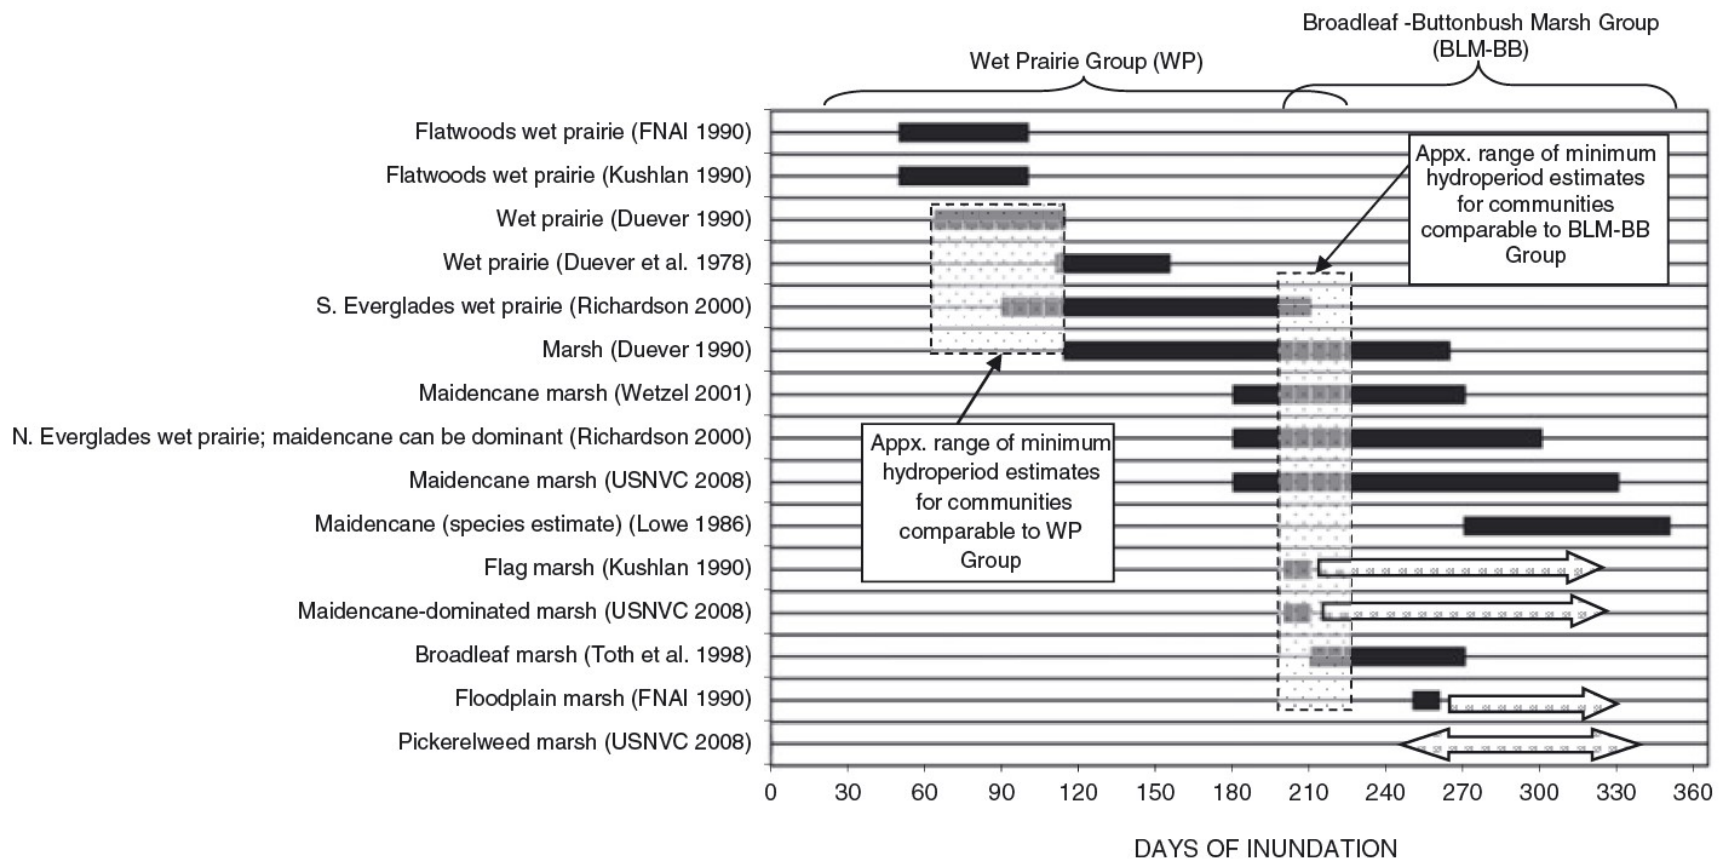 Broadleaf -Buttonbush Marsh Group
(BLM-BB)
Wet Prairie Group (WP)
Flatwoods wet prairie (FNAI 1990)
Flatwoods wet prairie (Kushlan 1990)
Wet prairie (Duever 1990)
Wet prairie (Duever et al. 1978)
S. Everglades wet prairie (Richardson 2000)
Marsh (Duever 1990)
Maidencane marsh (Wetzel 2001)
N. Everglades wet prairie; maidencane can be dominant (Richardson 2000)
Maidencane marsh (USNVC 2008)
Maidencane (species estimate) (Lowe 1986)
Flag marsh (Kushlan 1990)
Maidencane-dominated marsh (USNVC 2008)
Broadleaf marsh (Toth et al. 1998)
Floodplain marsh (FNAI 1990)
Pickerelweed marsh (USNVC 2008)
Appx. range of minimum
hydroperiod estimates
for communities
comparable to BLM-BB
Group
Appx. range of minimum
hydroperiod estimates
for communities
comparable to WP
Group
0 30 60 90 120 150 180 210 240 270 300 330 360
DAYS OF INUNDATION